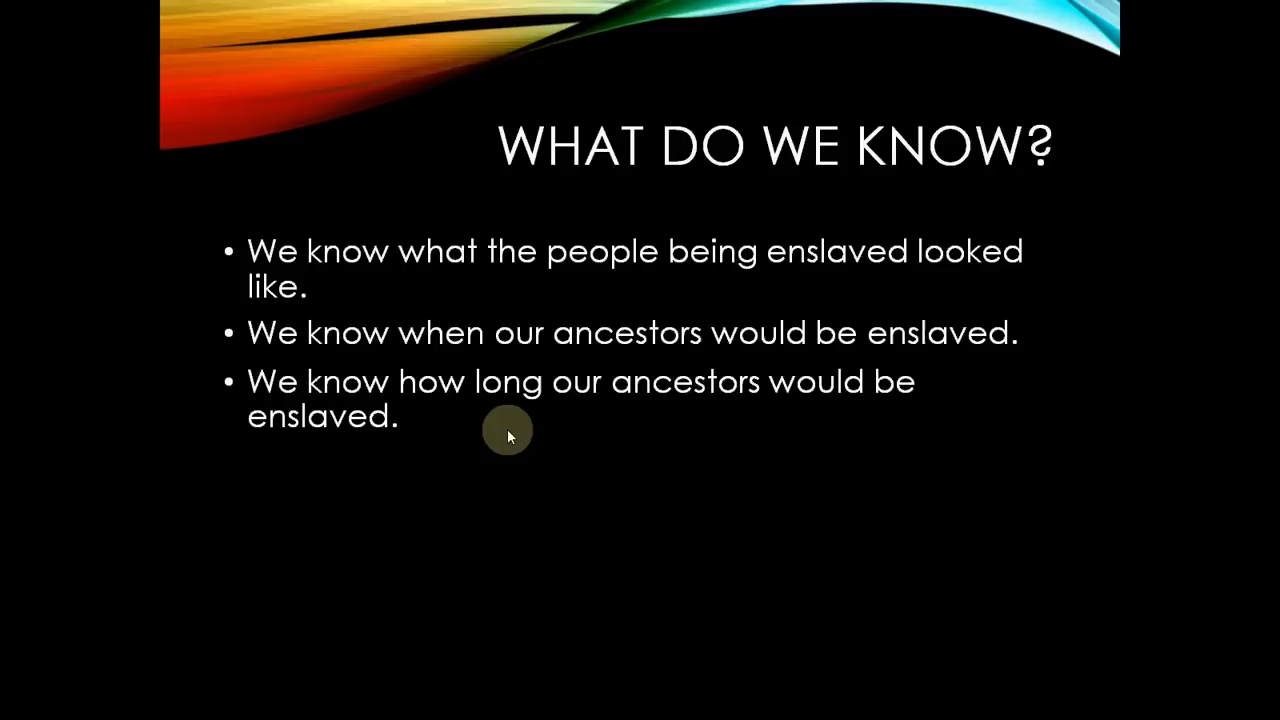 WHAT DO WE KNOW?
• We know what the people being enslaved looked
like.
• We know when our ancestors would be enslaved.
• We know how long our ancestors would be
enslaved.